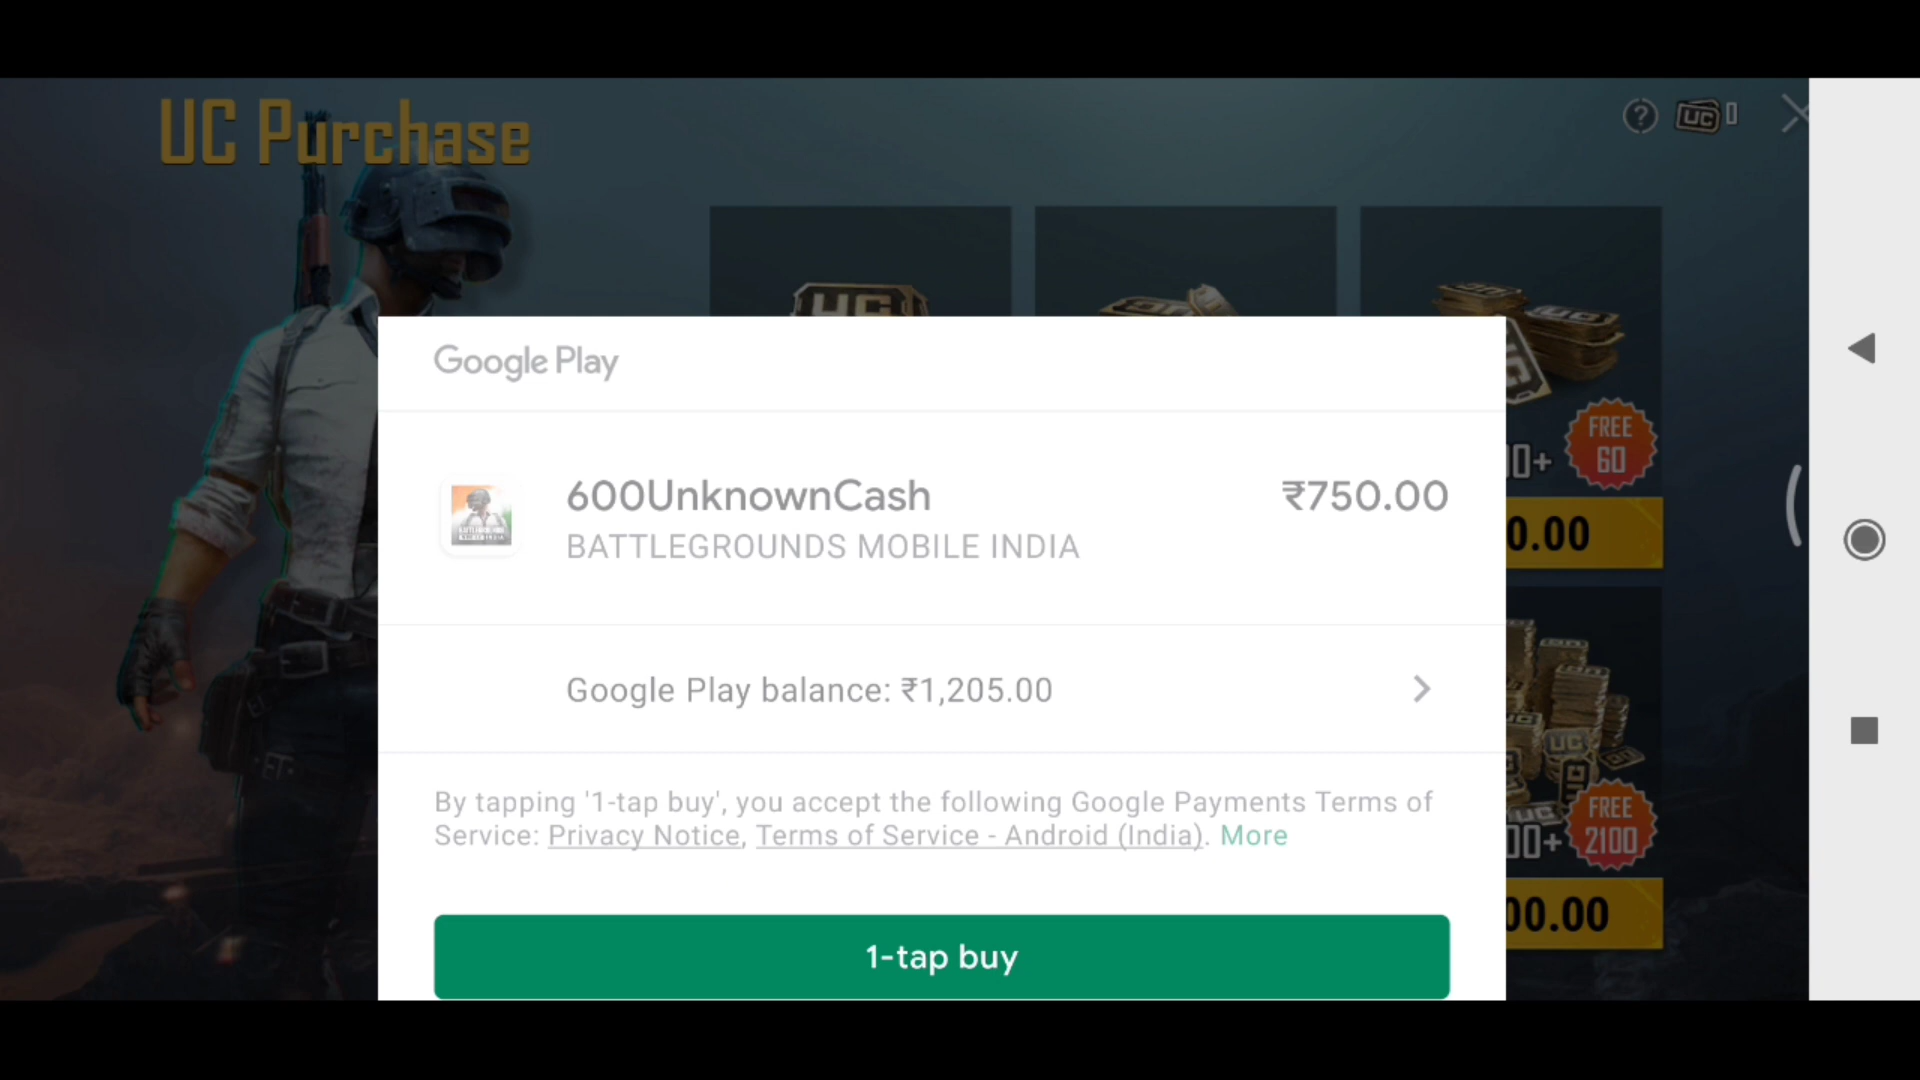 UC Purchase
UC 0
Google Play
600UnknownCash
₹750.00
BATTLEGROUNDS MOBILE INDIA
Google Play balance: ₹1,205.00
By tapping '1-tap buy', you accept the following Google Payments Terms of
Service: Privacy Notice, Terms of Service - Android (India). More
1-tap buy
0+
FREE
60
0.00
00+
FREE
2100
00.00